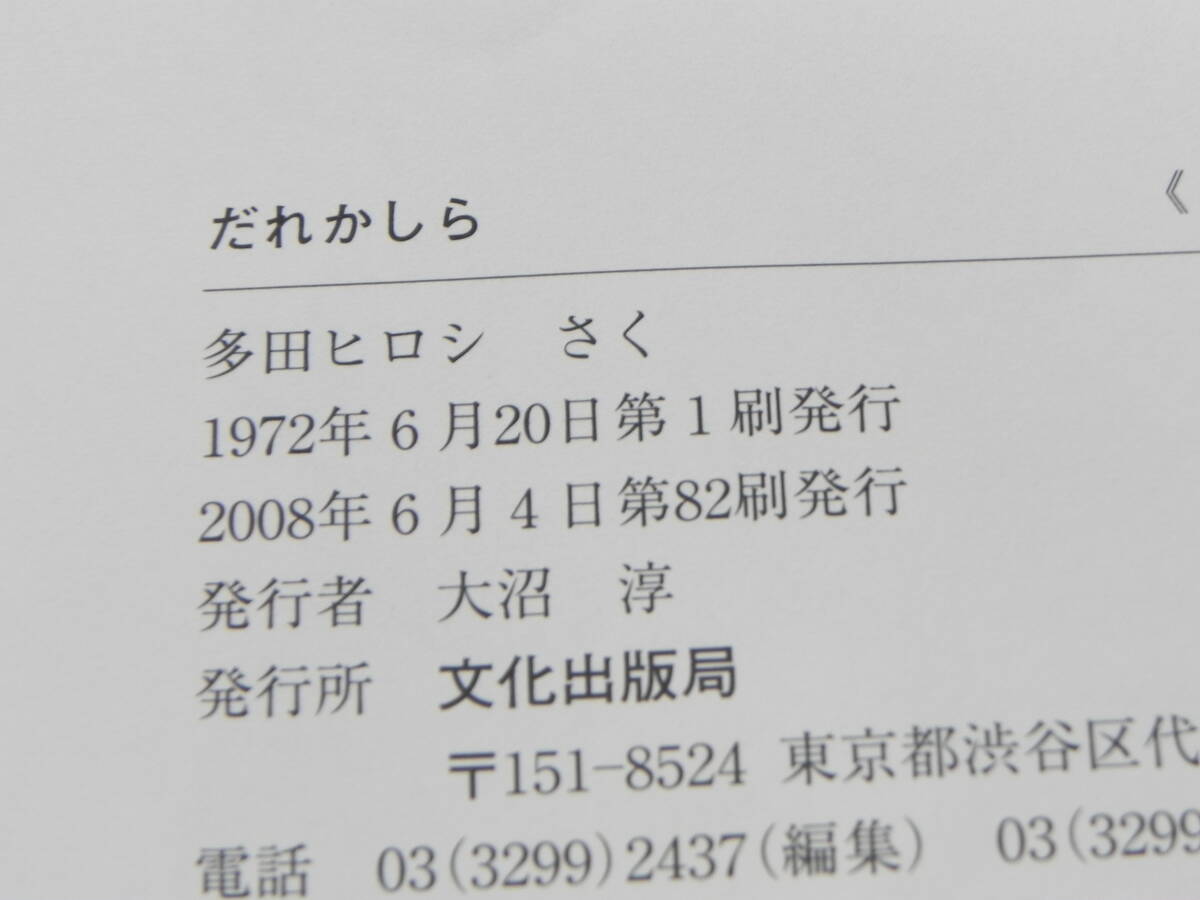 だれかしら 《
多田ヒロシ さく
1972年6月20日第1刷発行
2008年6月4日第82刷発行
発行者 大沼 淳
発行所 文化出版局
〒151-8524 東京都渋谷区代
電話 03(3299)2437(編集) 03(3299